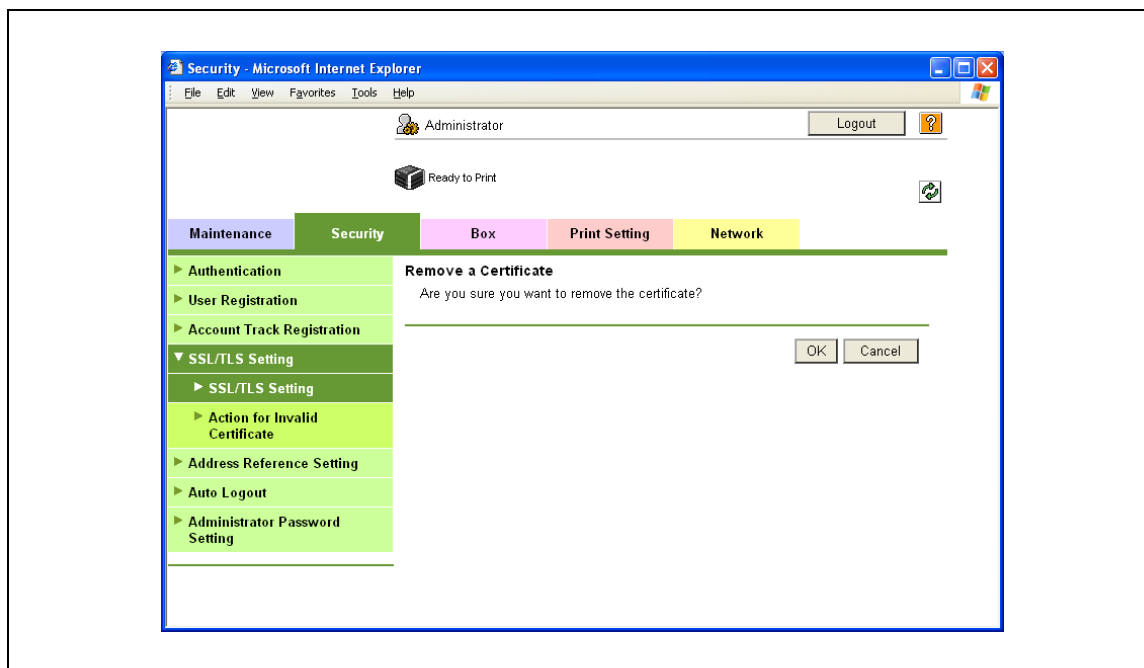 Security - Microsoft Internet Explorer
File Edit View Favorites Tools Help
Administrator
Logout
?
Ready to Print
Maintenance Security Box Print Setting Network
Authentication
User Registration
Account Track Registration
SSL/TLS Setting
SSL/TLS Setting
Action for Invalid
Certificate
Address Reference Setting
Auto Logout
Administrator Password
Setting
Remove a Certificate
Are you sure you want to remove the certificate?
OK Cancel